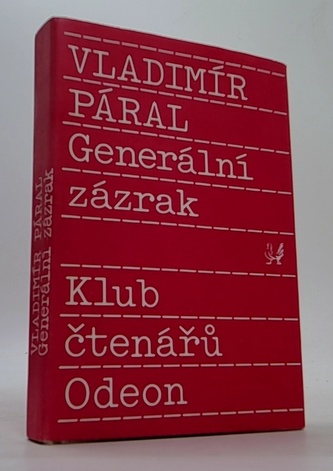 VLADIMÍR
PÁRAL
Generální
zázrak
Klub
čtenářů
Odeon
VLADIMÍR PÁRAL
Generální zázrak